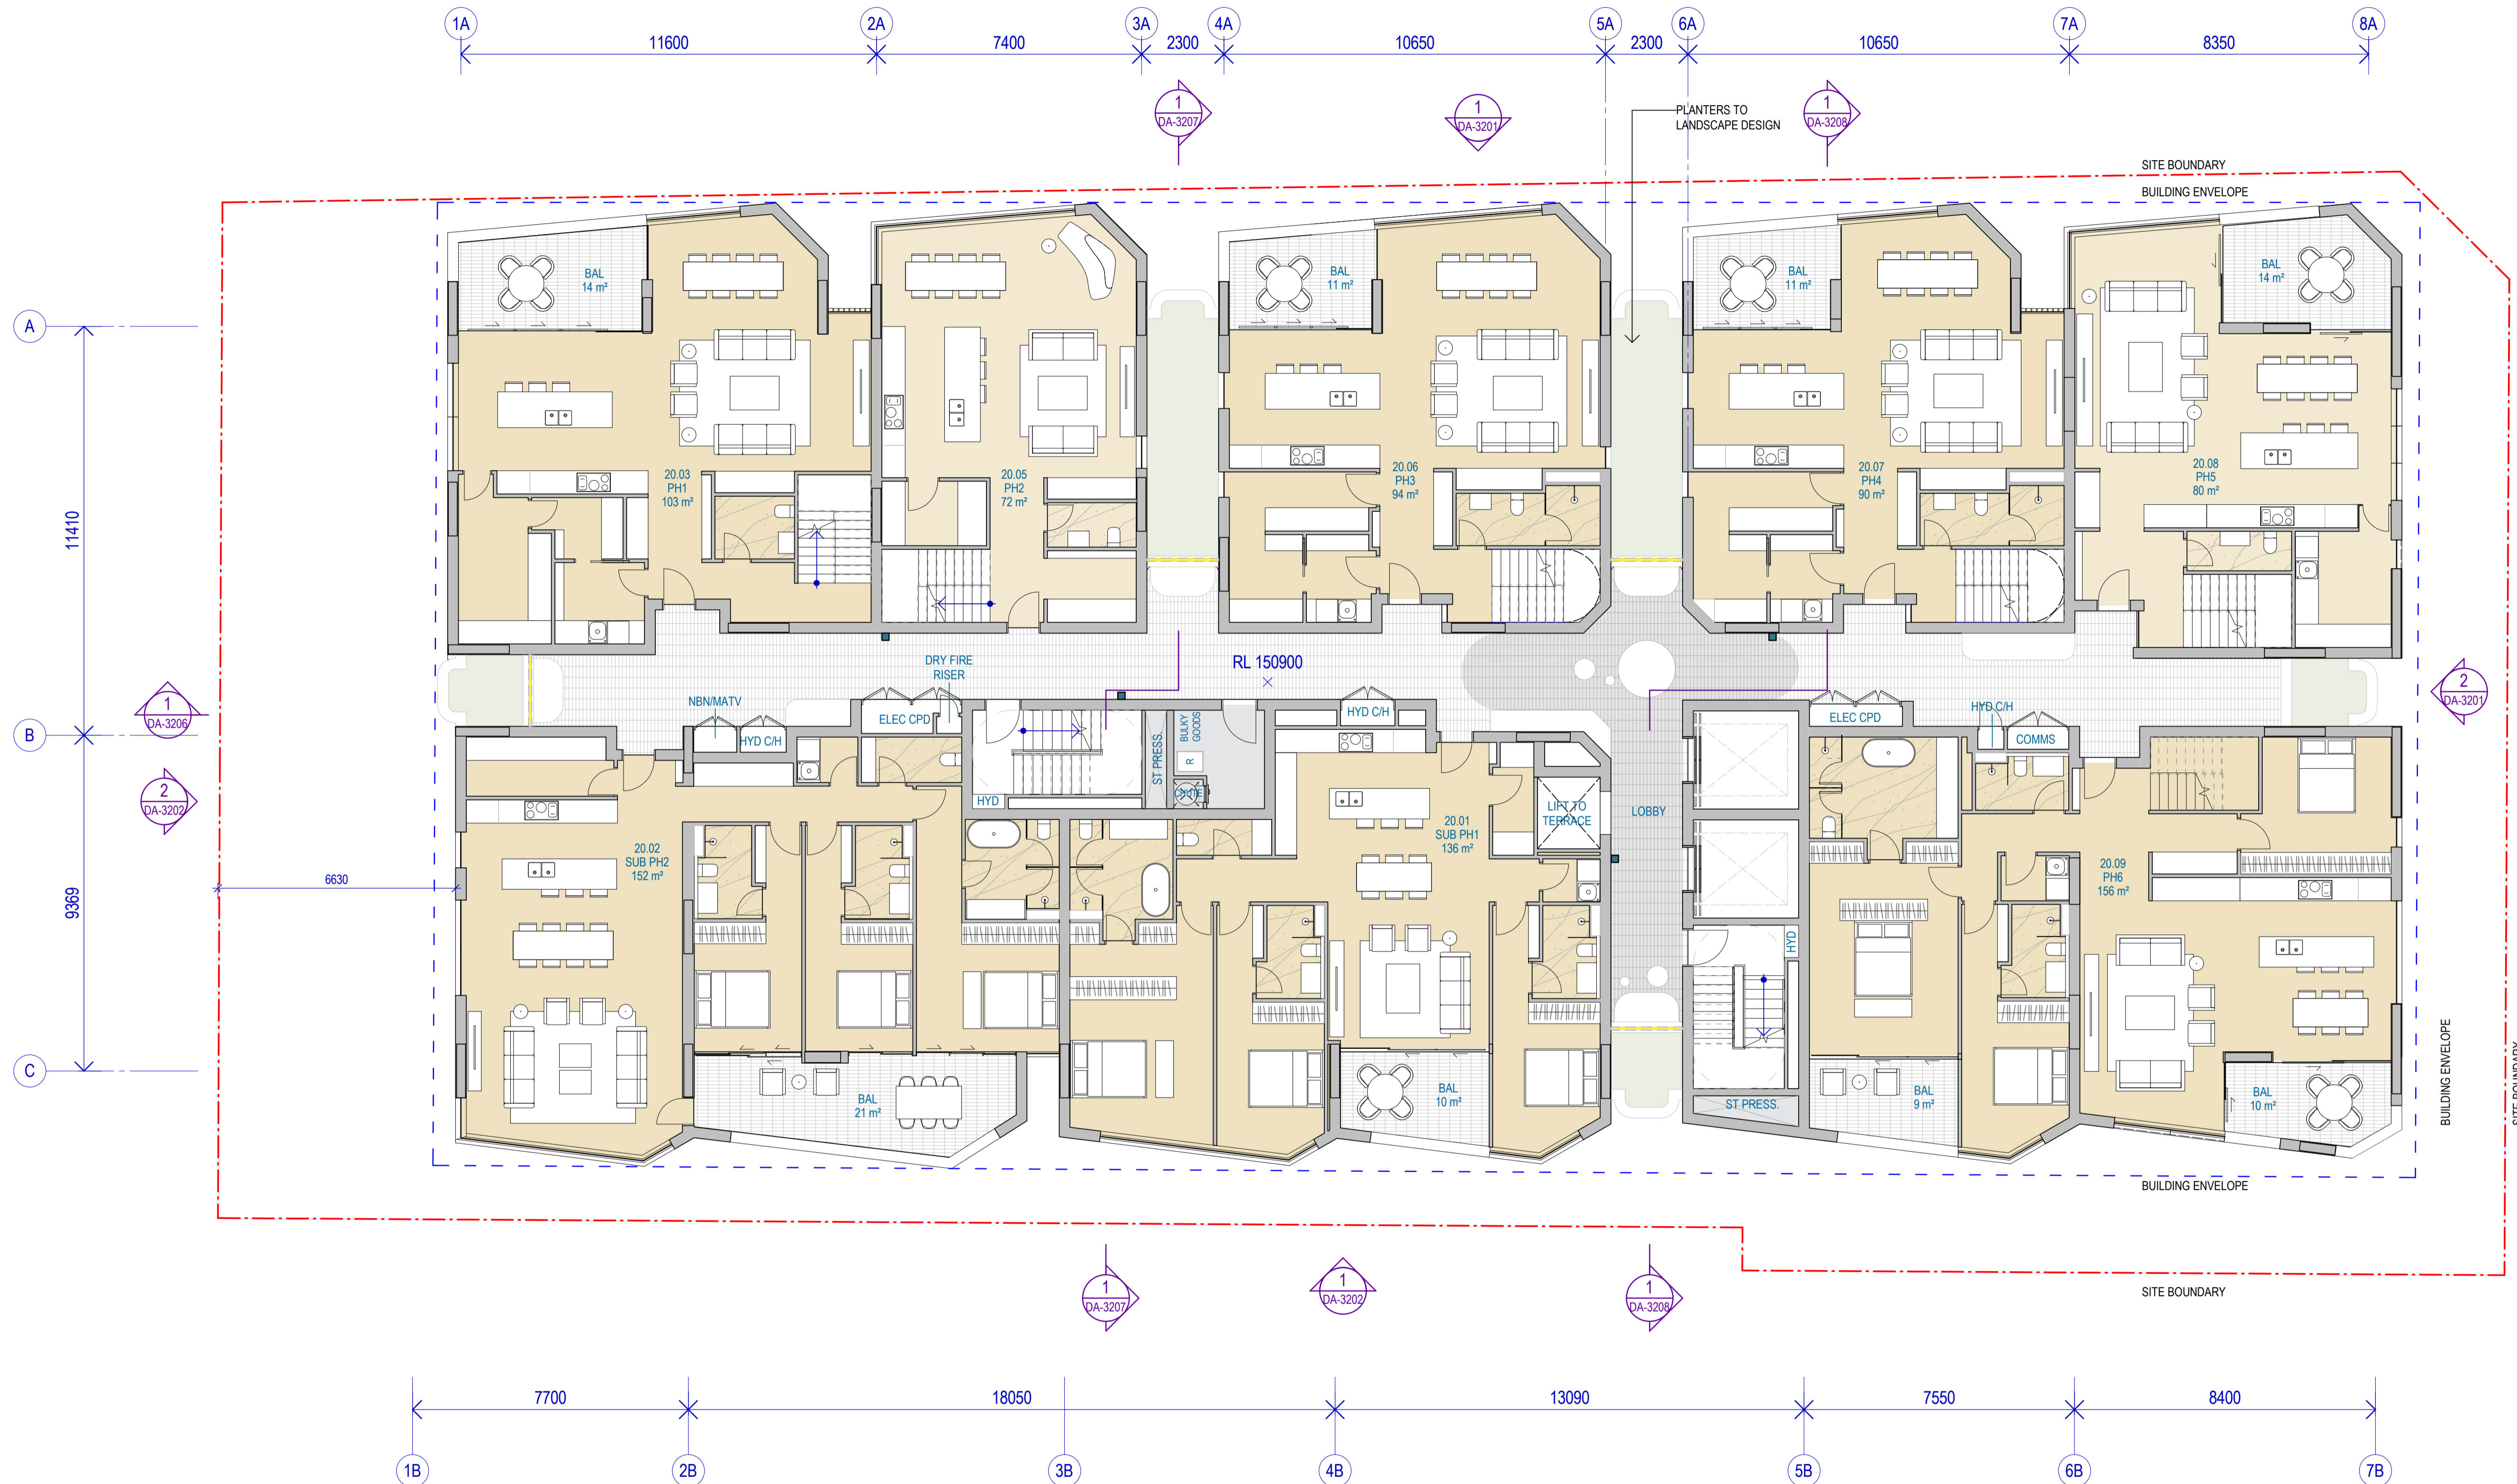 1A
2A
3A
4A
5A
6A
7A
8A
11600
7400
2300
10650
2300
10650
8350
1
DA-3207
1
DA-3201
PLANTERS TO
LANDSCAPE DESIGN
1
DA-3208
SITE BOUNDARY
BUILDING ENVELOPE
A
BAL
14 m²
BAL
11 m²
BAL
11 m²
BAL
14 m²
11410
20.03
PH1
103 m²
20.05
PH2
72 m²
20.06
PH3
94 m²
20.07
PH4
90 m²
20.08
PH5
80 m²
DRY FIRE
RISER
RL 150900
1
DA-3206
NBN/MATV
ELEC CPD
HYD C/H
BULKY
GOODS
HYD C/H
ELEC CPD
HYD C/H
COMMS
2
DA-3201
B
2
DA-3202
ST PRESS.
R
CHUTE
HYD
LIFT TO
TERRACE
LOBBY
20.02
SUB PH2
152 m²
20.01
SUB PH1
136 m²
20.09
PH6
156 m²
6630
9369
HYD
C
BAL
21 m²
BAL
10 m²
ST PRESS.
BAL
9 m²
BAL
10 m²
BUILDING ENVELOPE
SITE BOUNDARY
BUILDING ENVELOPE
1
DA-3207
1
DA-3202
1
DA-3208
SITE BOUNDARY
7700
18050
13090
7550
8400
1B
2B
3B
4B
5B
6B
7B